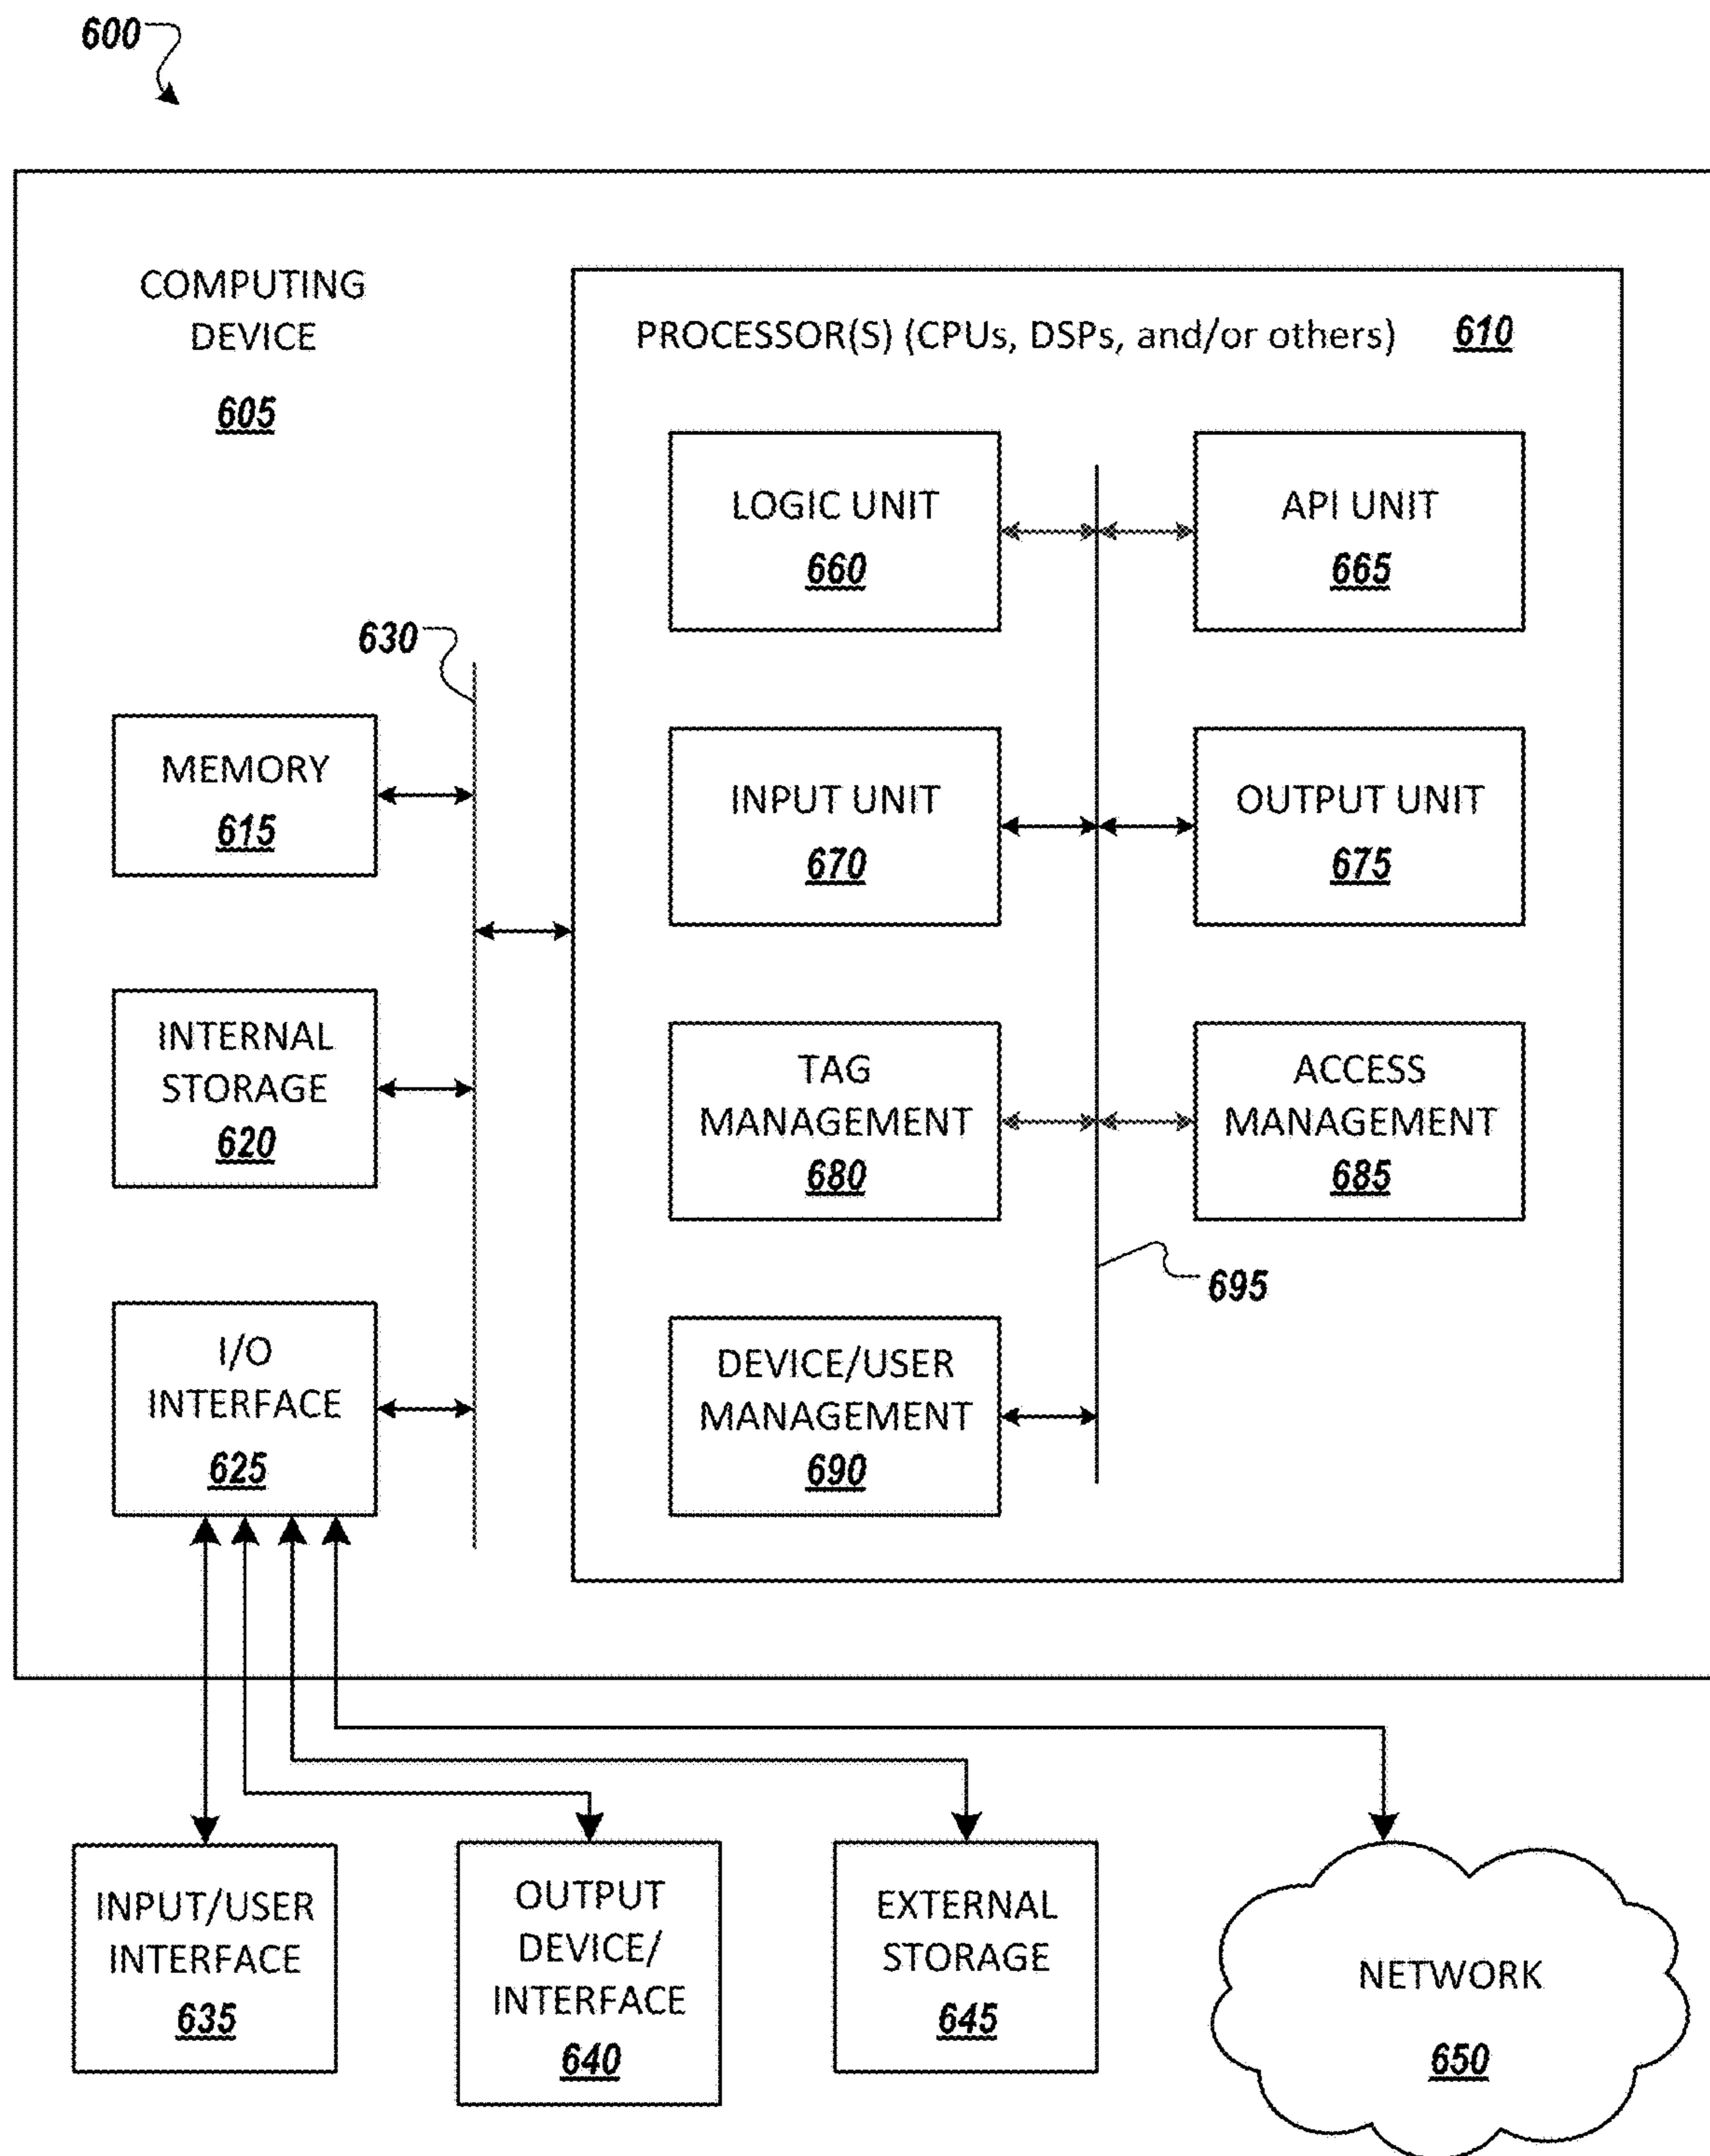 600
COMPUTING
DEVICE
605
PROCESSOR(S) (CPUs, DSPs, and/or others) 610
LOGIC UNIT
660
API UNIT
665
630
MEMORY
615
INPUT UNIT
670
OUTPUT UNIT
675
INTERNAL
STORAGE
620
TAG
MANAGEMENT
680
ACCESS
MANAGEMENT
685
695
I/O
INTERFACE
625
DEVICE/USER
MANAGEMENT
690
INPUT/USER
INTERFACE
635
OUTPUT
DEVICE/
INTERFACE
640
EXTERNAL
STORAGE
645
NETWORK
650